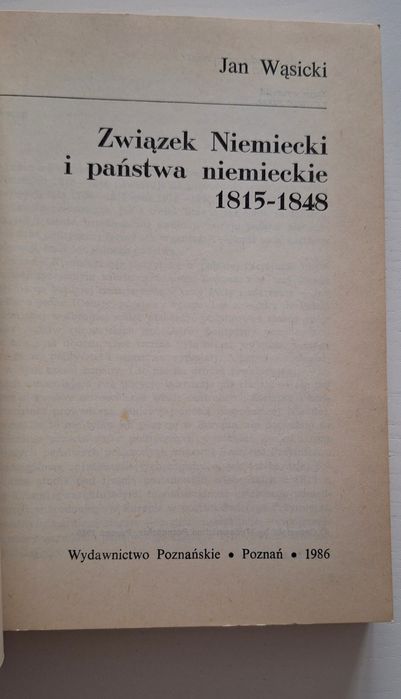 Jan Wąsicki
Związek Niemiecki
i państwa niemieckie
1815-1848
Wydawnictwo Poznańskie • Poznań • 1986